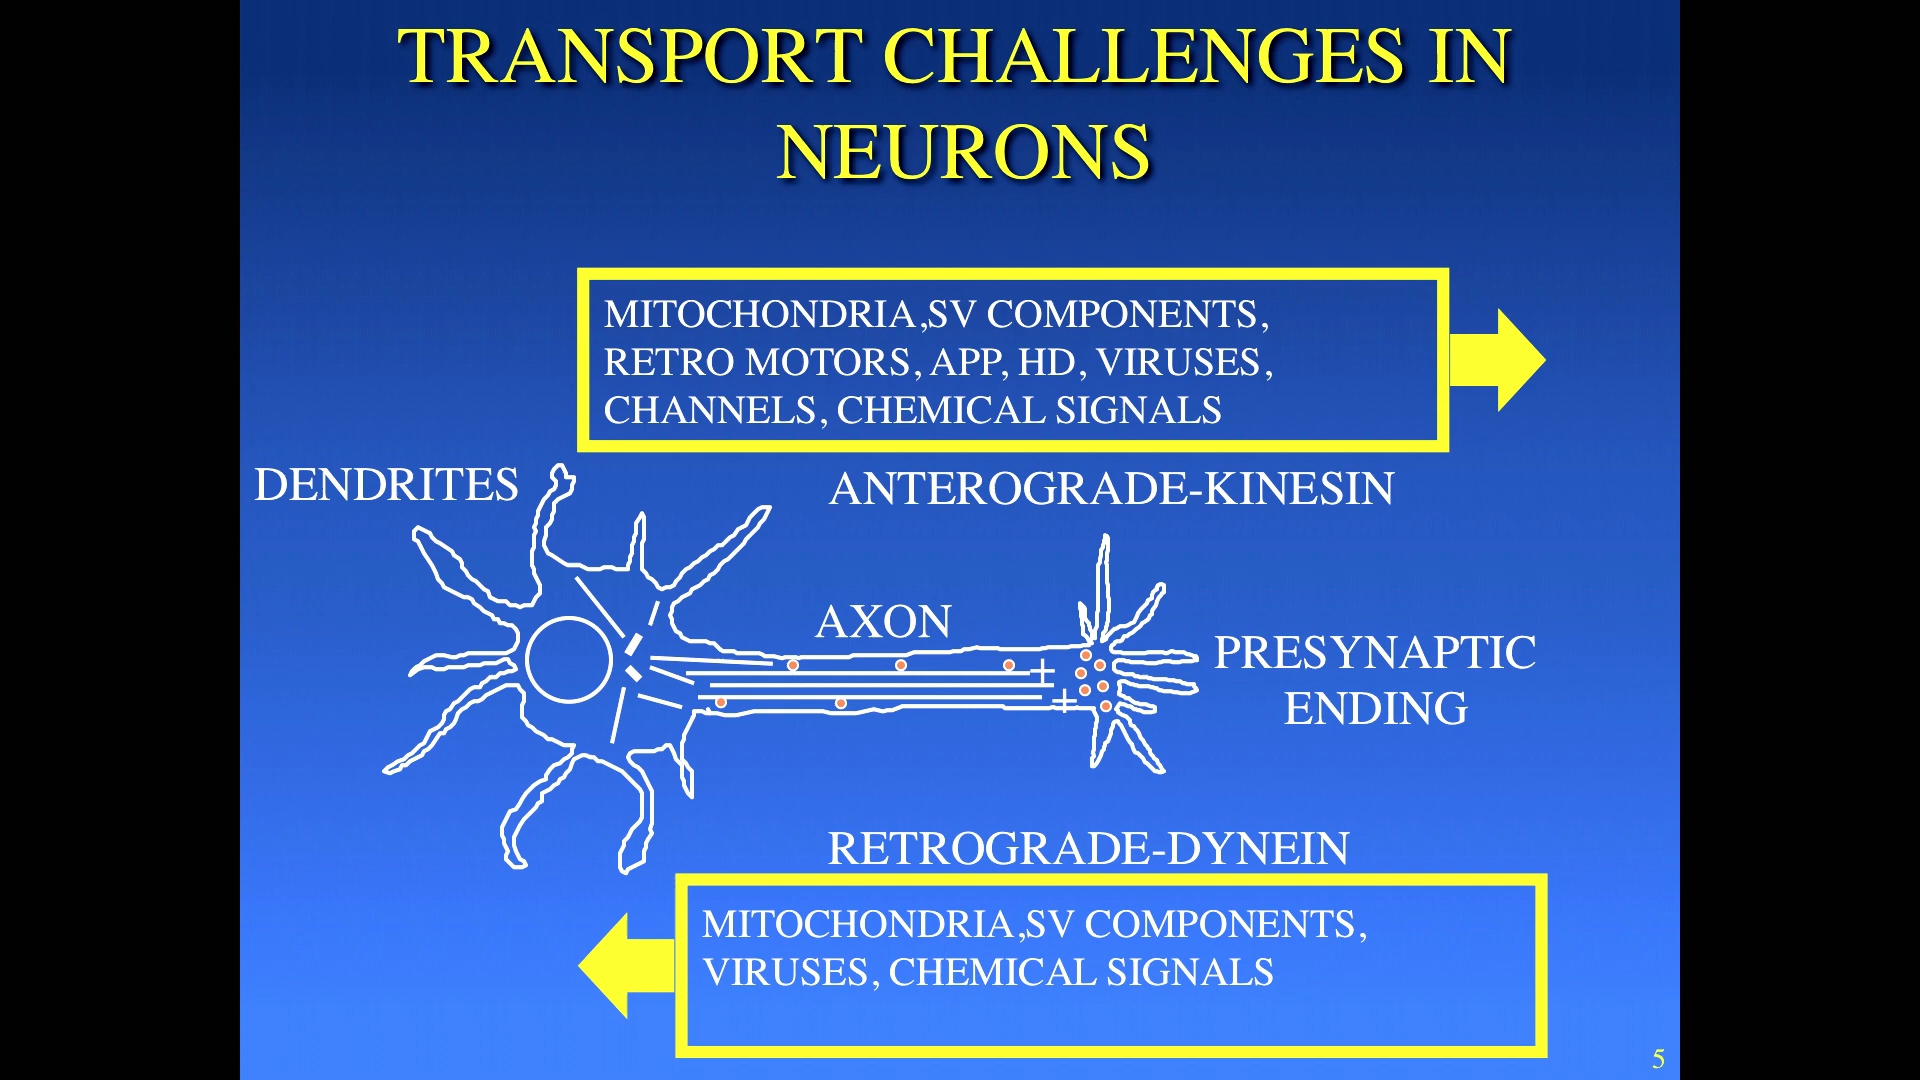 TRANSPORT CHALLENGES IN
NEURONS
MITOCHONDRIA,SV COMPONENTS,
RETRO MOTORS, APP, HD, VIRUSES,
CHANNELS, CHEMICAL SIGNALS
DENDRITES
ANTEROGRADE-KINESIN
AXON
+
+
PRESYNAPTIC
ENDING
RETROGRADE-DYNEIN
MITOCHONDRIA,SV COMPONENTS,
VIRUSES, CHEMICAL SIGNALS
5